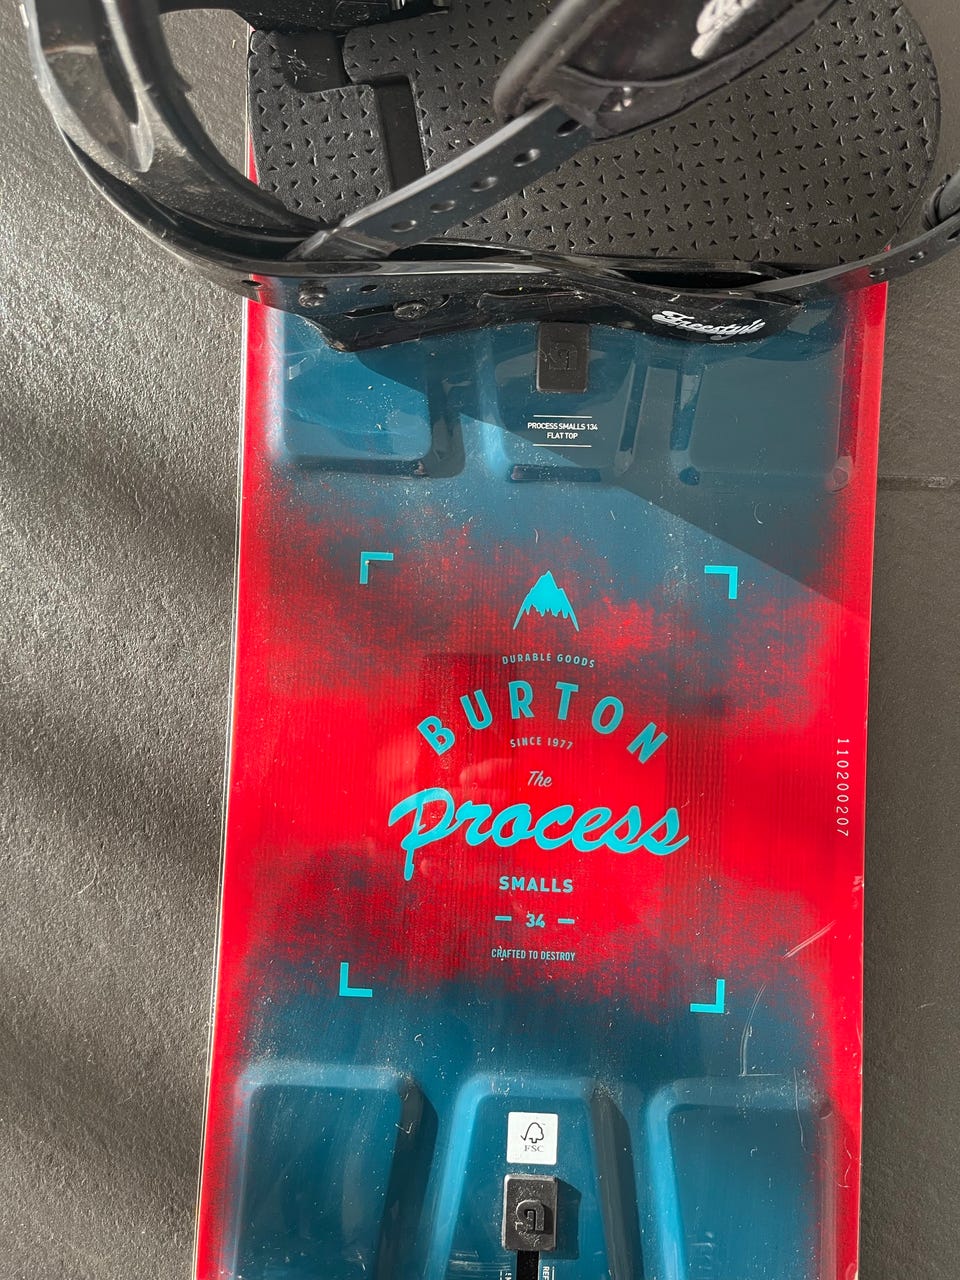 Freestyle
PROCESS SMALLS 134
FLAT TOP
DURABLE GOODS
BURTON
SINCE 1977
The
Process
SMALLS
- 34 -
CRAFTED TO DESTROY
110200207
FSC